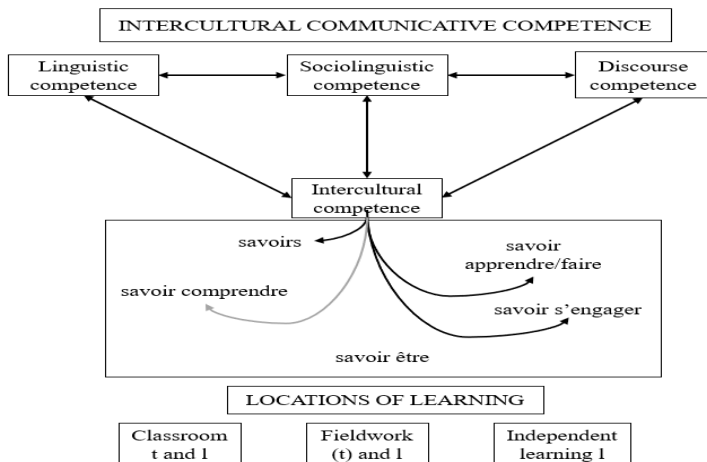 INTERCULTURAL COMMUNICATIVE COMPETENCE
Linguistic
competence
Sociolinguistic
competence
Discourse
competence
Intercultural
competence
savoirs
savoir
apprendre/faire
savoir comprendre
savoir s’engager
savoir être
LOCATIONS OF LEARNING
Classroom
t and l
Fieldwork
(t) and l
Independent
learning l